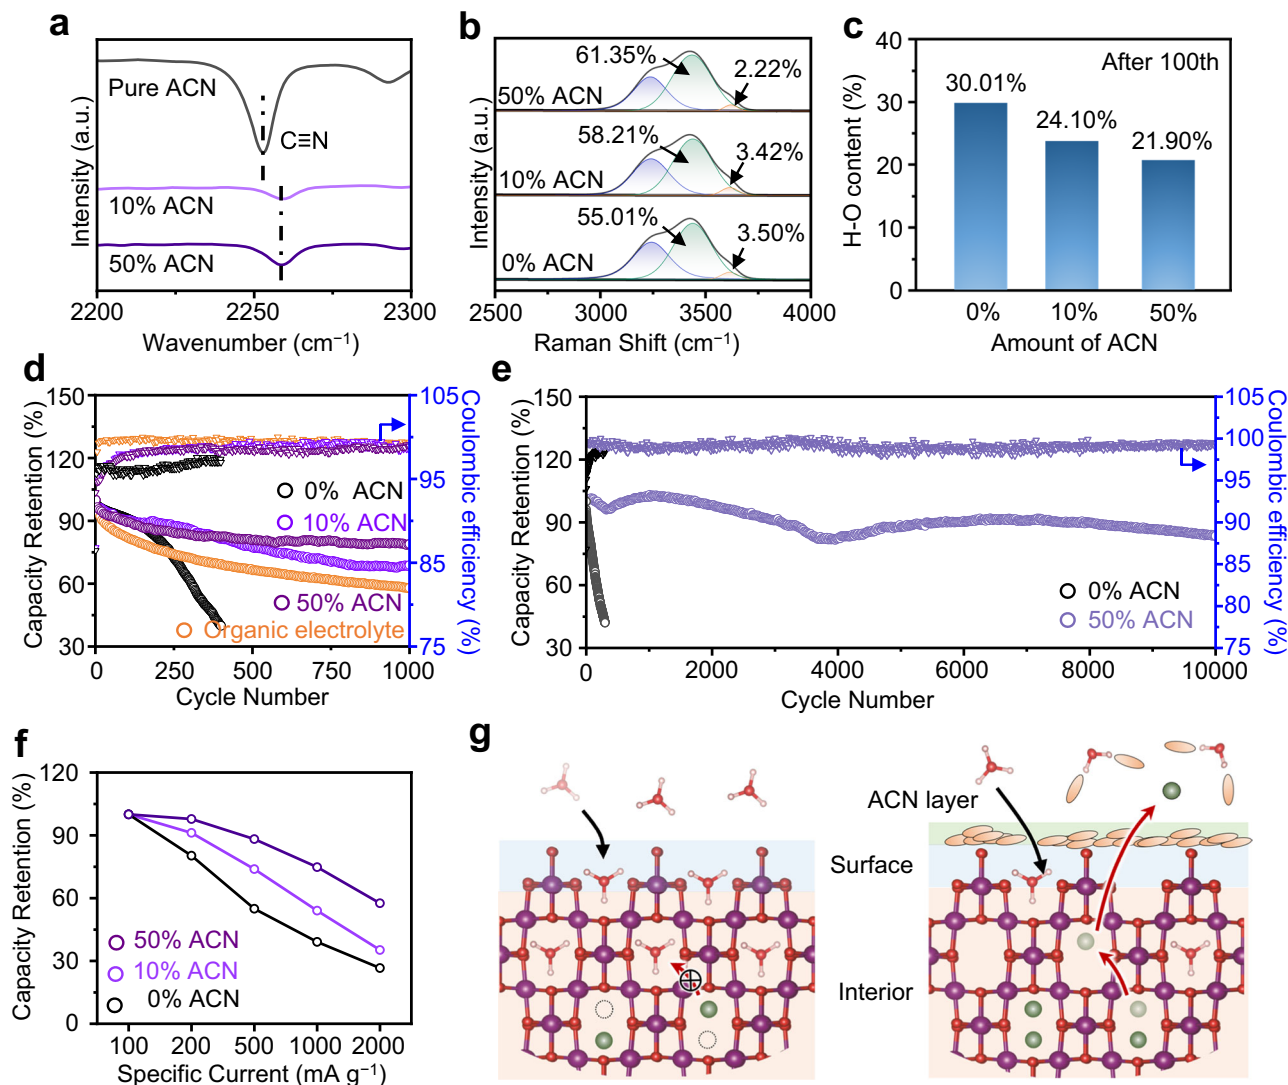 a
Pure ACN
C≡N
10% ACN
50% ACN
Intensity (a.u.)
2200
2250
2300
Wavenumber (cm⁻¹)
b
61.35%
2.22%
50% ACN
58.21%
3.42%
10% ACN
55.01%
3.50%
0% ACN
Intensity (a.u.)
2500
3000
3500
4000
Raman Shift (cm⁻¹)
c
40
30
20
10
0
H-O content (%)
After 100th
30.01%
24.10%
21.90%
0%
10%
50%
Amount of ACN
d
150
120
90
60
30
Capacity Retention (%)
105
95
85
75
Coulombic efficiency (%)
0% ACN
10% ACN
50% ACN
Organic electrolyte
0
250
500
750
1000
Cycle Number
e
150
120
90
60
30
Capacity Retention (%)
105
100
95
90
85
80
75
Coulombic efficiency (%)
0% ACN
50% ACN
0
2000
4000
6000
8000
10000
Cycle Number
f
120
90
60
30
0
Capacity Retention (%)
50% ACN
10% ACN
0% ACN
100
200
500
1000
2000
Specific Current (mA g⁻¹)
g
ACN layer
Surface
Interior